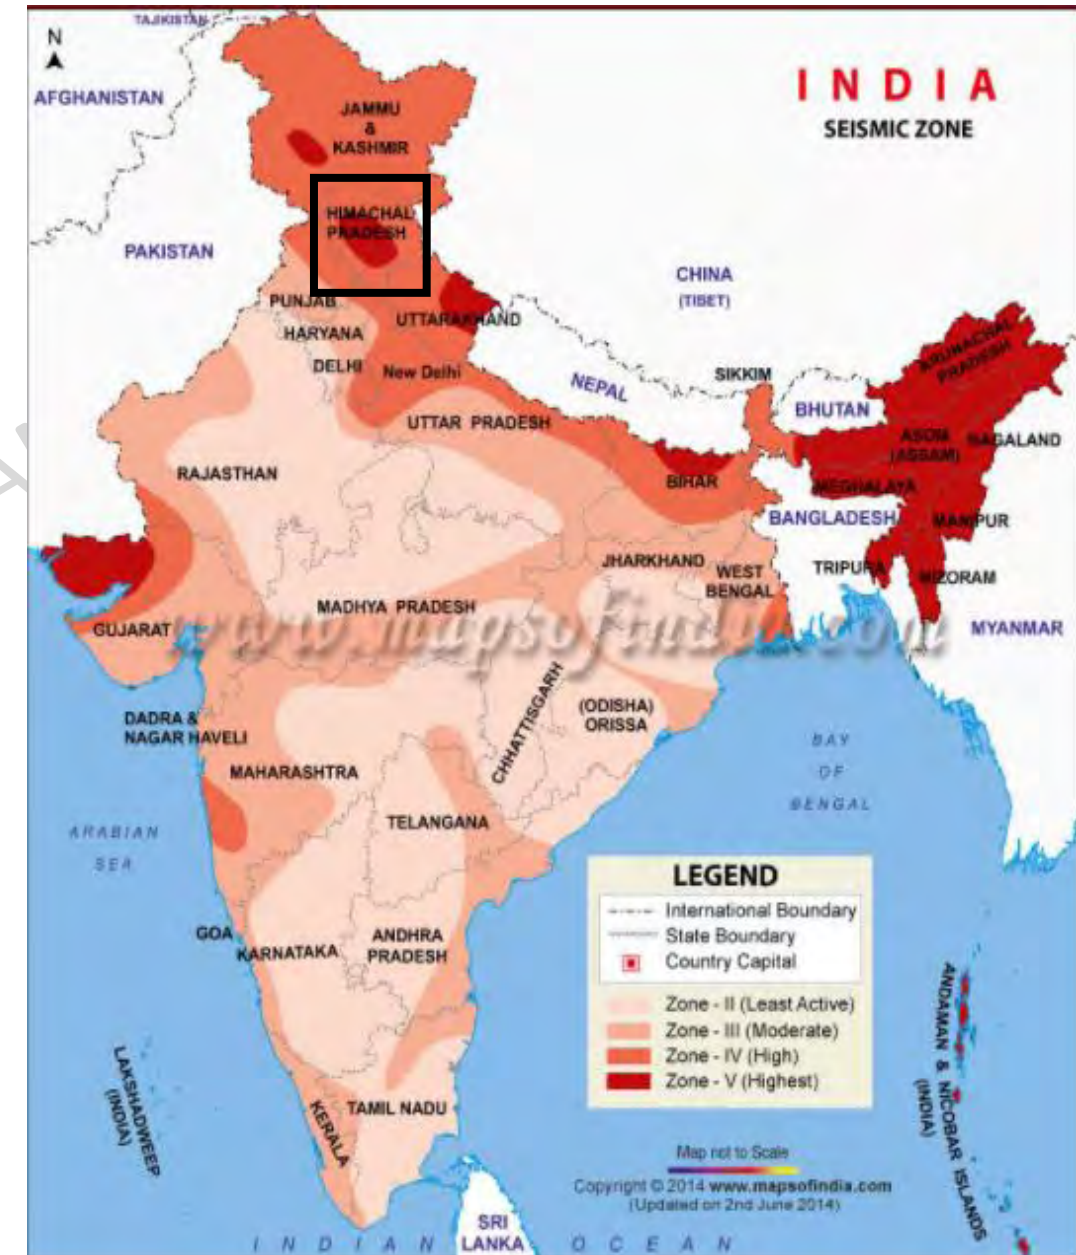 TAJIKISTAN
N
AFGHANISTAN
INDIA
SEISMIC ZONE
JAMMU
&
KASHMIR
HIMACHAL
PRADESH
PAKISTAN
CHINA
(TIBET)
PUNJAB
UTTARAKHAND
HARYANA
DELHI
New Delhi
NEPAL
SIKKIM
ARUNACHAL
PRADESH
BHUTAN
UTTAR PRADESH
ASOM
(ASSAM)
NAGALAND
RAJASTHAN
BIHAR
MEGHALAYA
BANGLADESH
MANIPUR
JHARKHAND
WEST
BENGAL
TRIPURA
MIZORAM
MADHYA PRADESH
www.mapsofindia.com
GUJARAT
MYANMAR
CHHATTISGARH
(ODISHA)
ORISSA
DADRA &
NAGAR HAVELI
MAHARASHTRA
BAY
OF
BENGAL
TELANGANA
ARABIAN
SEA
GOA
KARNATAKA
ANDHRA
PRADESH
LEGEND
International Boundary
State Boundary
Country Capital
Zone - II (Least Active)
Zone - III (Moderate)
Zone - IV (High)
Zone - V (Highest)
ANDAMAN & NICOBAR ISLANDS
(INDIA)
LAKSHADWEEP
(INDIA)
KERALA
TAMIL NADU
Map not to Scale
Copyright © 2014 www.mapsofindia.com
(Updated on 2nd June 2014)
SRI
LANKA
INDIAN OCEAN